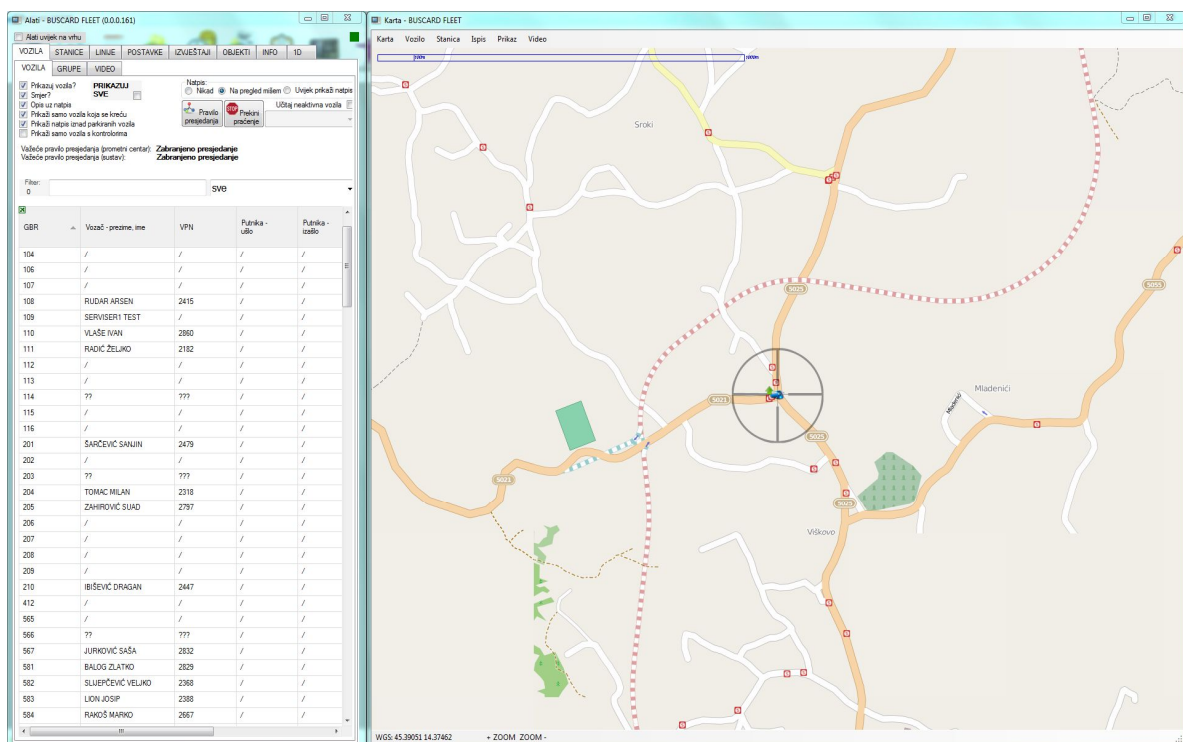 Alati - BUSCARD FLEET (0.0.0.161)
Alati uvijek na vrhu
VOZILA STANICE LINIJE POSTAVKE IZVJEŠTAJI OBJEKTI INFO 1D
VOZILA GRUPE VIDEO
Prikazuj vozila? PRIKAZUJ SVE
Smjer?
Opis uz natpis
Prikaži samo vozila koja se kreću
Prikaži natpis iznad parkiranih vozila
Prikaži samo vozila s kontrolorima
Natpis:
Nikad Na prelged mišem Uvijek prikaži natpis
Pravilo presjedanja
STOP Prekini praćenje
Učitaj neaktivna vozila
Važeće pravilo presjedanja (prometni centar): Zabranjeno presjedanje
Važeće pravilo presjedanja (sustav): Zabranjeno presjedanje
Filter:
0
sve
GBR Vozač - prezime, ime VPN Putnika - ušlo Putnika - izašlo
104 / / / /
106 / / / /
107 / / / /
108 RUDAR ARSEN 2415 / /
109 SERVISER1 TEST / / /
110 VLAŠE IVAN 2860 / /
111 RADIĆ ŽELJKO 2182 / /
112 / / / /
113 / / / /
114 ?? ??? / /
115 / / / /
116 / / / /
201 ŠARČEVIĆ SANJIN 2479 / /
202 / / / /
203 ?? ??? / /
204 TOMAC MILAN 2318 / /
205 ZAHIROVIĆ SUAD 2797 / /
206 / / / /
207 / / / /
208 / / / /
209 / / / /
210 IBIŠEVIĆ DRAGAN 2447 / /
412 / / / /
565 / / / /
566 ?? ??? / /
567 JURKOVIĆ SAŠA 2832 / /
581 BALOG ZLATKO 2829 / /
582 SLIJEPČEVIĆ VELJKO 2368 / /
583 LION JOSIP 2388 / /
584 RAKOŠ MARKO 2667 / /
Karta - BUSCARD FLEET
Karta Vozilo Stanica Ispis Prikaz Video
Sroki
5025
5055
Mladenići
Mladenići
5021
5025
5021
5025
Viškovo
WGS: 45.39051 14.37462 + ZOOM ZOOM -